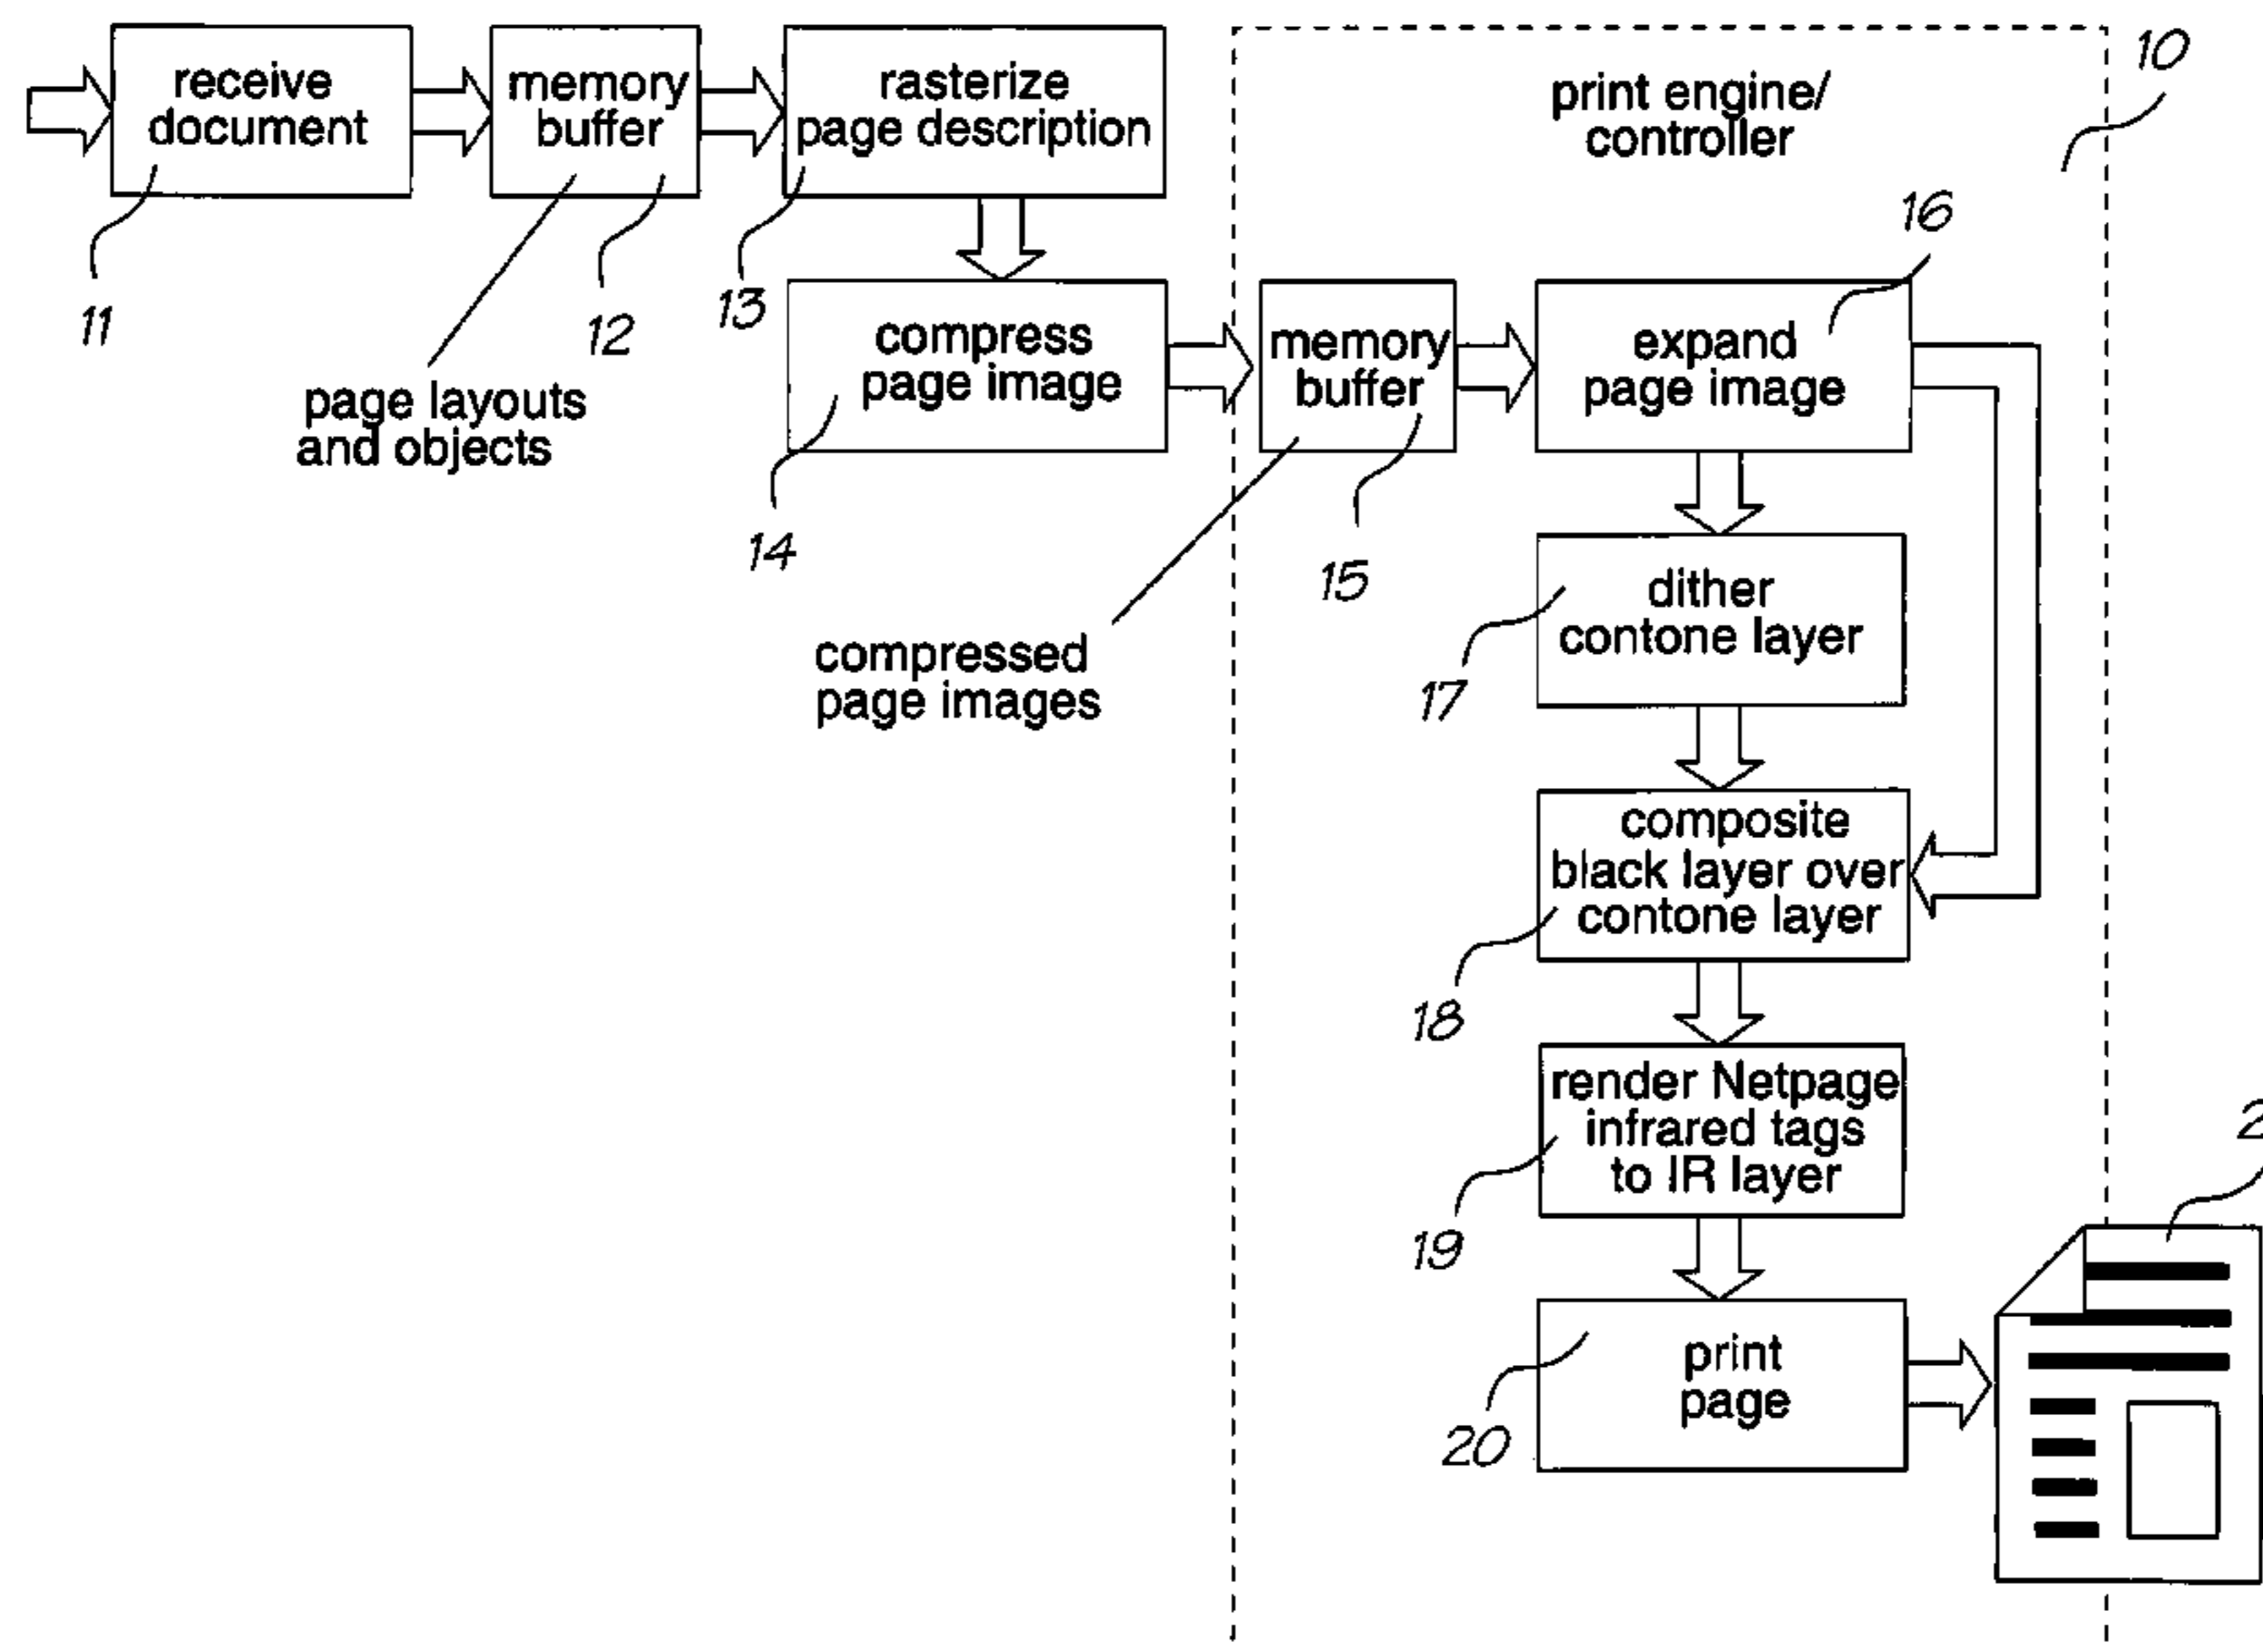 receive
document
11
memory
buffer
12
page layouts
and objects
rasterize
page description
13
compress
page image
14
print engine/
controller
10
memory
buffer
15
compressed
page images
expand
page image
16
dither
contone layer
17
composite
black layer over
contone layer
18
render Netpage
infrared tags
to IR layer
19
print
page
20